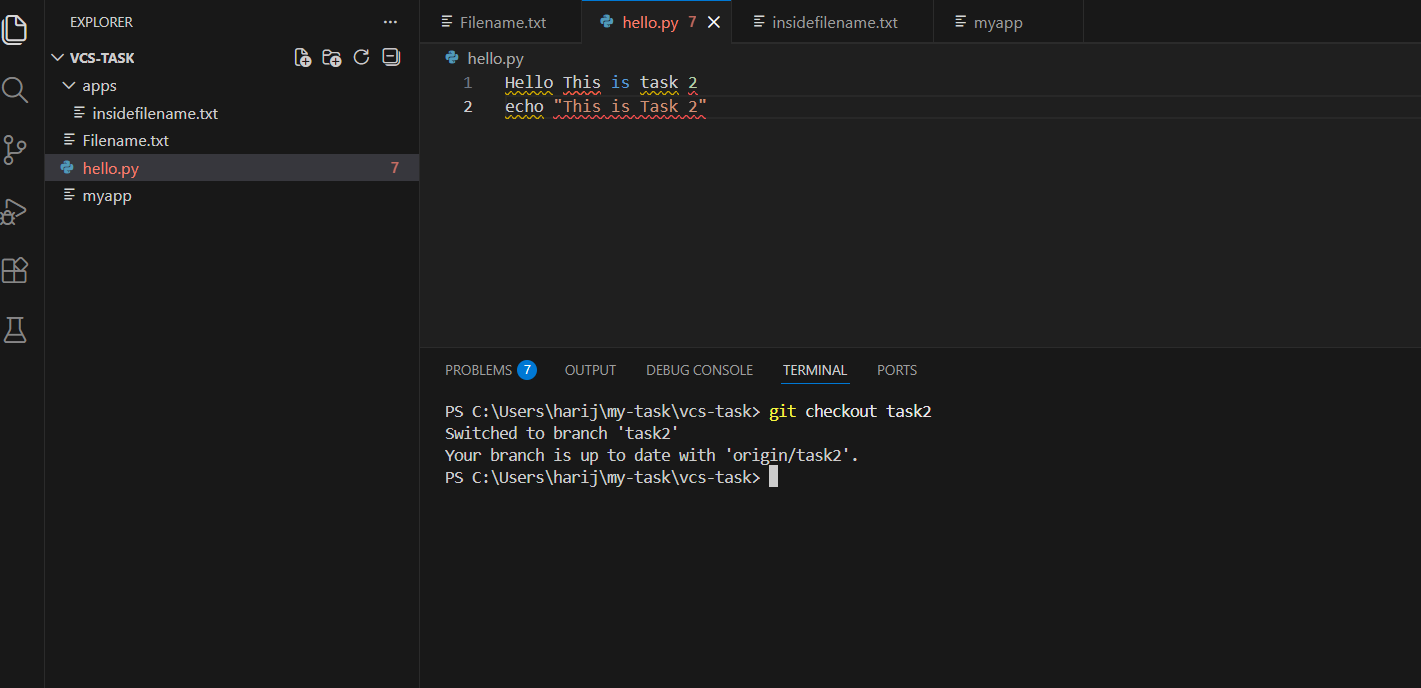 EXPLORER
VCS-TASK
apps
insidefilename.txt
Filename.txt
hello.py 7
myapp
Filename.txt hello.py 7 insidefilename.txt myapp
hello.py
1 Hello This is task 2
2 echo "This is Task 2"
PROBLEMS 7 OUTPUT DEBUG CONSOLE TERMINAL PORTS
PS C:\Users\harij\my-task\vcs-task> git checkout task2
Switched to branch 'task2'
Your branch is up to date with 'origin/task2'.
PS C:\Users\harij\my-task\vcs-task>